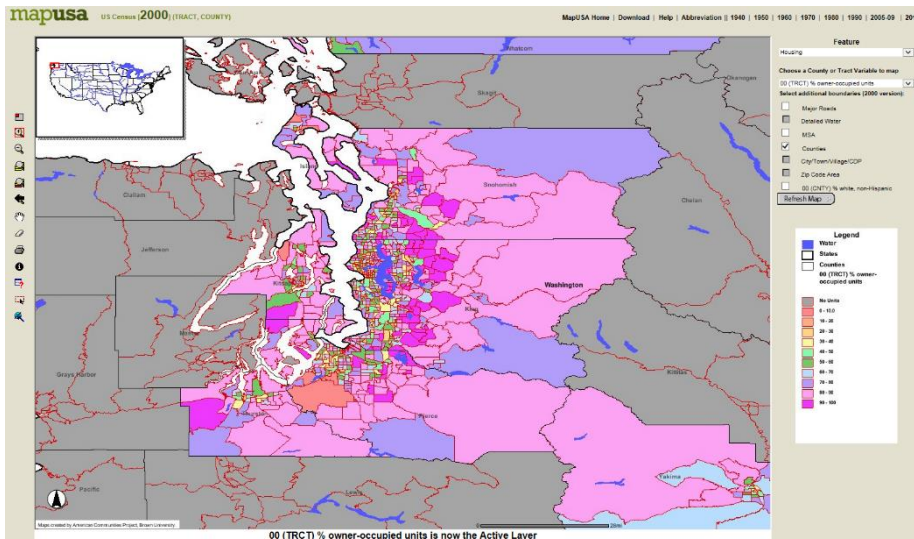 mapusa US Census (2000) (TRACT, COUNTY)
MapUSA Home | Download | Help | Abbreviation || 1940 | 1950 | 1960 | 1970 | 1980 | 1990 | 2005-09 | 20
Feature
Housing
Choose a County or Tract Variable to map
00 (TRCT) % owner-occupied units
Select additional boundaries (2000 version):
Major Roads
Detailed Water
MSA
Counties
City/Town/Village/CDP
Zip Code Area
00 (CNTY) % white, non-Hispanic
Refresh Map
Legend
Water
States
Counties
00 (TRCT) % owner-
occupied units
No Units
0 - 10.0
10 - 20
20 - 30
30 - 40
40 - 50
50 - 60
60 - 70
70 - 80
80 - 90
90 - 100
Whatcom
Okanogan
Skagit
Island
Clallam
Snohomish
Chelan
Jefferson
Washington
King
Grays Harbor
Kittitas
Pierce
Yakima
Pacific
Lewis
28mi
Maps created by American Communities Project, Brown University.
00 (TRCT) % owner-occupied units is now the Active Layer